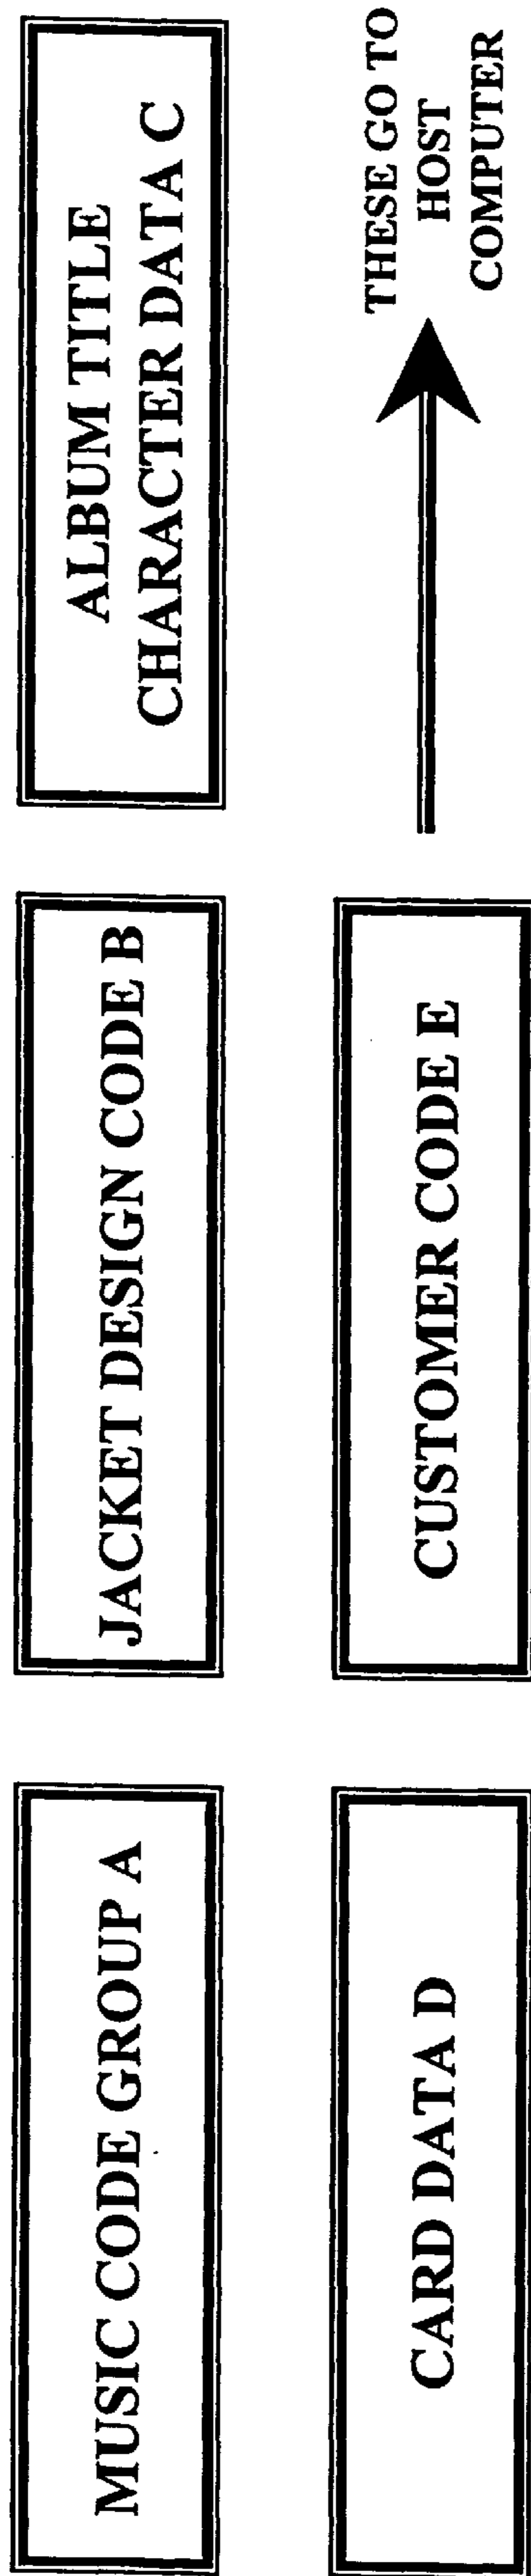 MUSIC CODE GROUP A
JACKET DESIGN CODE B
ALBUM TITLE
CHARACTER DATA C
CARD DATA D
CUSTOMER CODE E
THESE GO TO
HOST
COMPUTER